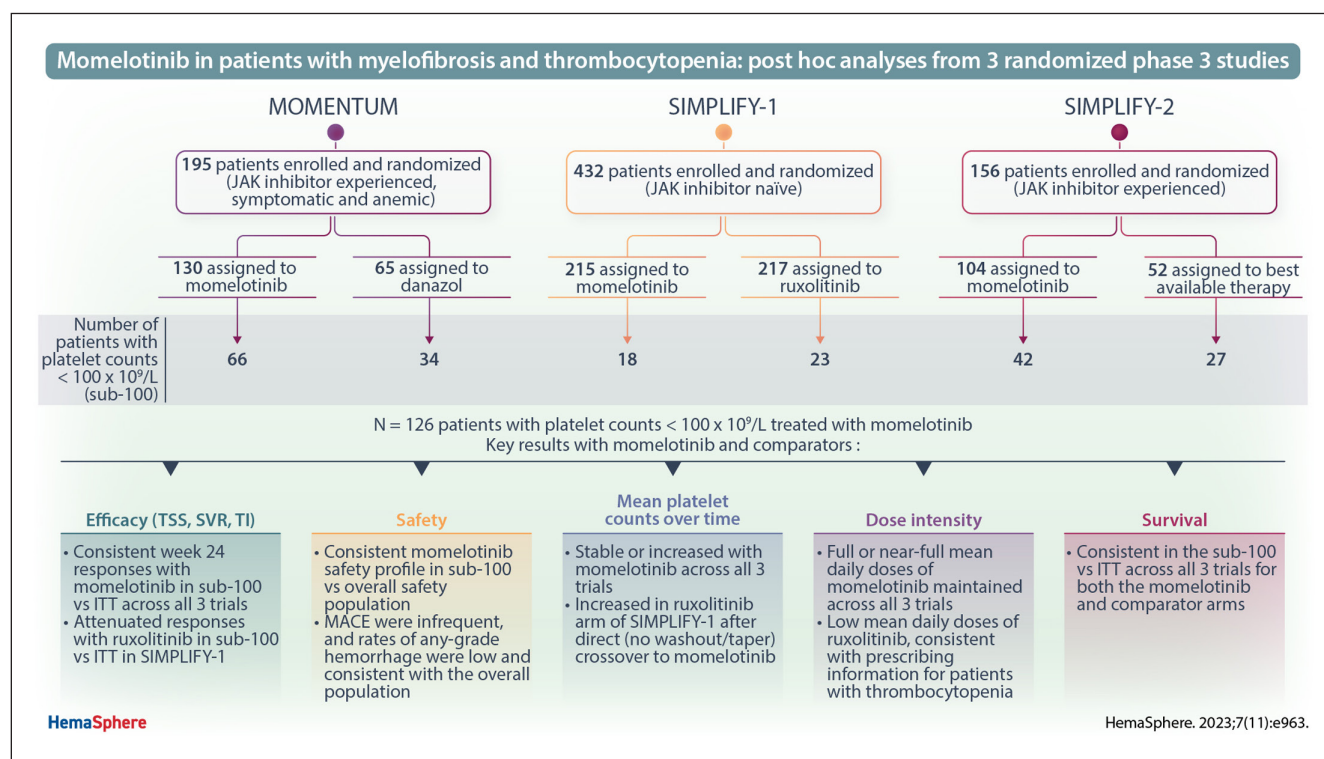 Momelotinib in patients with myelofibrosis and thrombocytopenia: post hoc analyses from 3 randomized phase 3 studies
MOMENTUM
195 patients enrolled and randomized
(JAK inhibitor experienced,
symptomatic and anemic)
SIMPLIFY-1
432 patients enrolled and randomized
(JAK inhibitor naïve)
SIMPLIFY-2
156 patients enrolled and randomized
(JAK inhibitor experienced)
130 assigned to
momelotinib
65 assigned to
danazol
215 assigned to
momelotinib
217 assigned to
ruxolitinib
104 assigned to
momelotinib
52 assigned to best
available therapy
Number of
patients with
platelet counts
< 100 x 10⁹/L
(sub-100)
66
34
18
23
42
27
N = 126 patients with platelet counts < 100 x 10⁹/L treated with momelotinib
Key results with momelotinib and comparators :
Efficacy (TSS, SVR, TI)
• Consistent week 24
responses with
momelotinib in sub-100
vs ITT across all 3 trials
• Attenuated responses
with ruxolitinib in sub-100
vs ITT in SIMPLIFY-1
Safety
• Consistent momelotinib
safety profile in sub-100
vs overall safety
population
• MACE were infrequent,
and rates of any-grade
hemorrhage were low and
consistent with the overall
population
Mean platelet
counts over time
• Stable or increased with
momelotinib across all 3
trials
• Increased in ruxolitinib
arm of SIMPLIFY-1 after
direct (no washout/taper)
crossover to momelotinib
Dose intensity
• Full or near-full mean
daily doses of
momelotinib maintained
across all 3 trials
• Low mean daily doses of
ruxolitinib, consistent
with prescribing
information for patients
with thrombocytopenia
Survival
• Consistent in the sub-100
vs ITT across all 3 trials for
both the momelotinib
and comparator arms
HemaSphere
HemaSphere. 2023;7(11):e963.